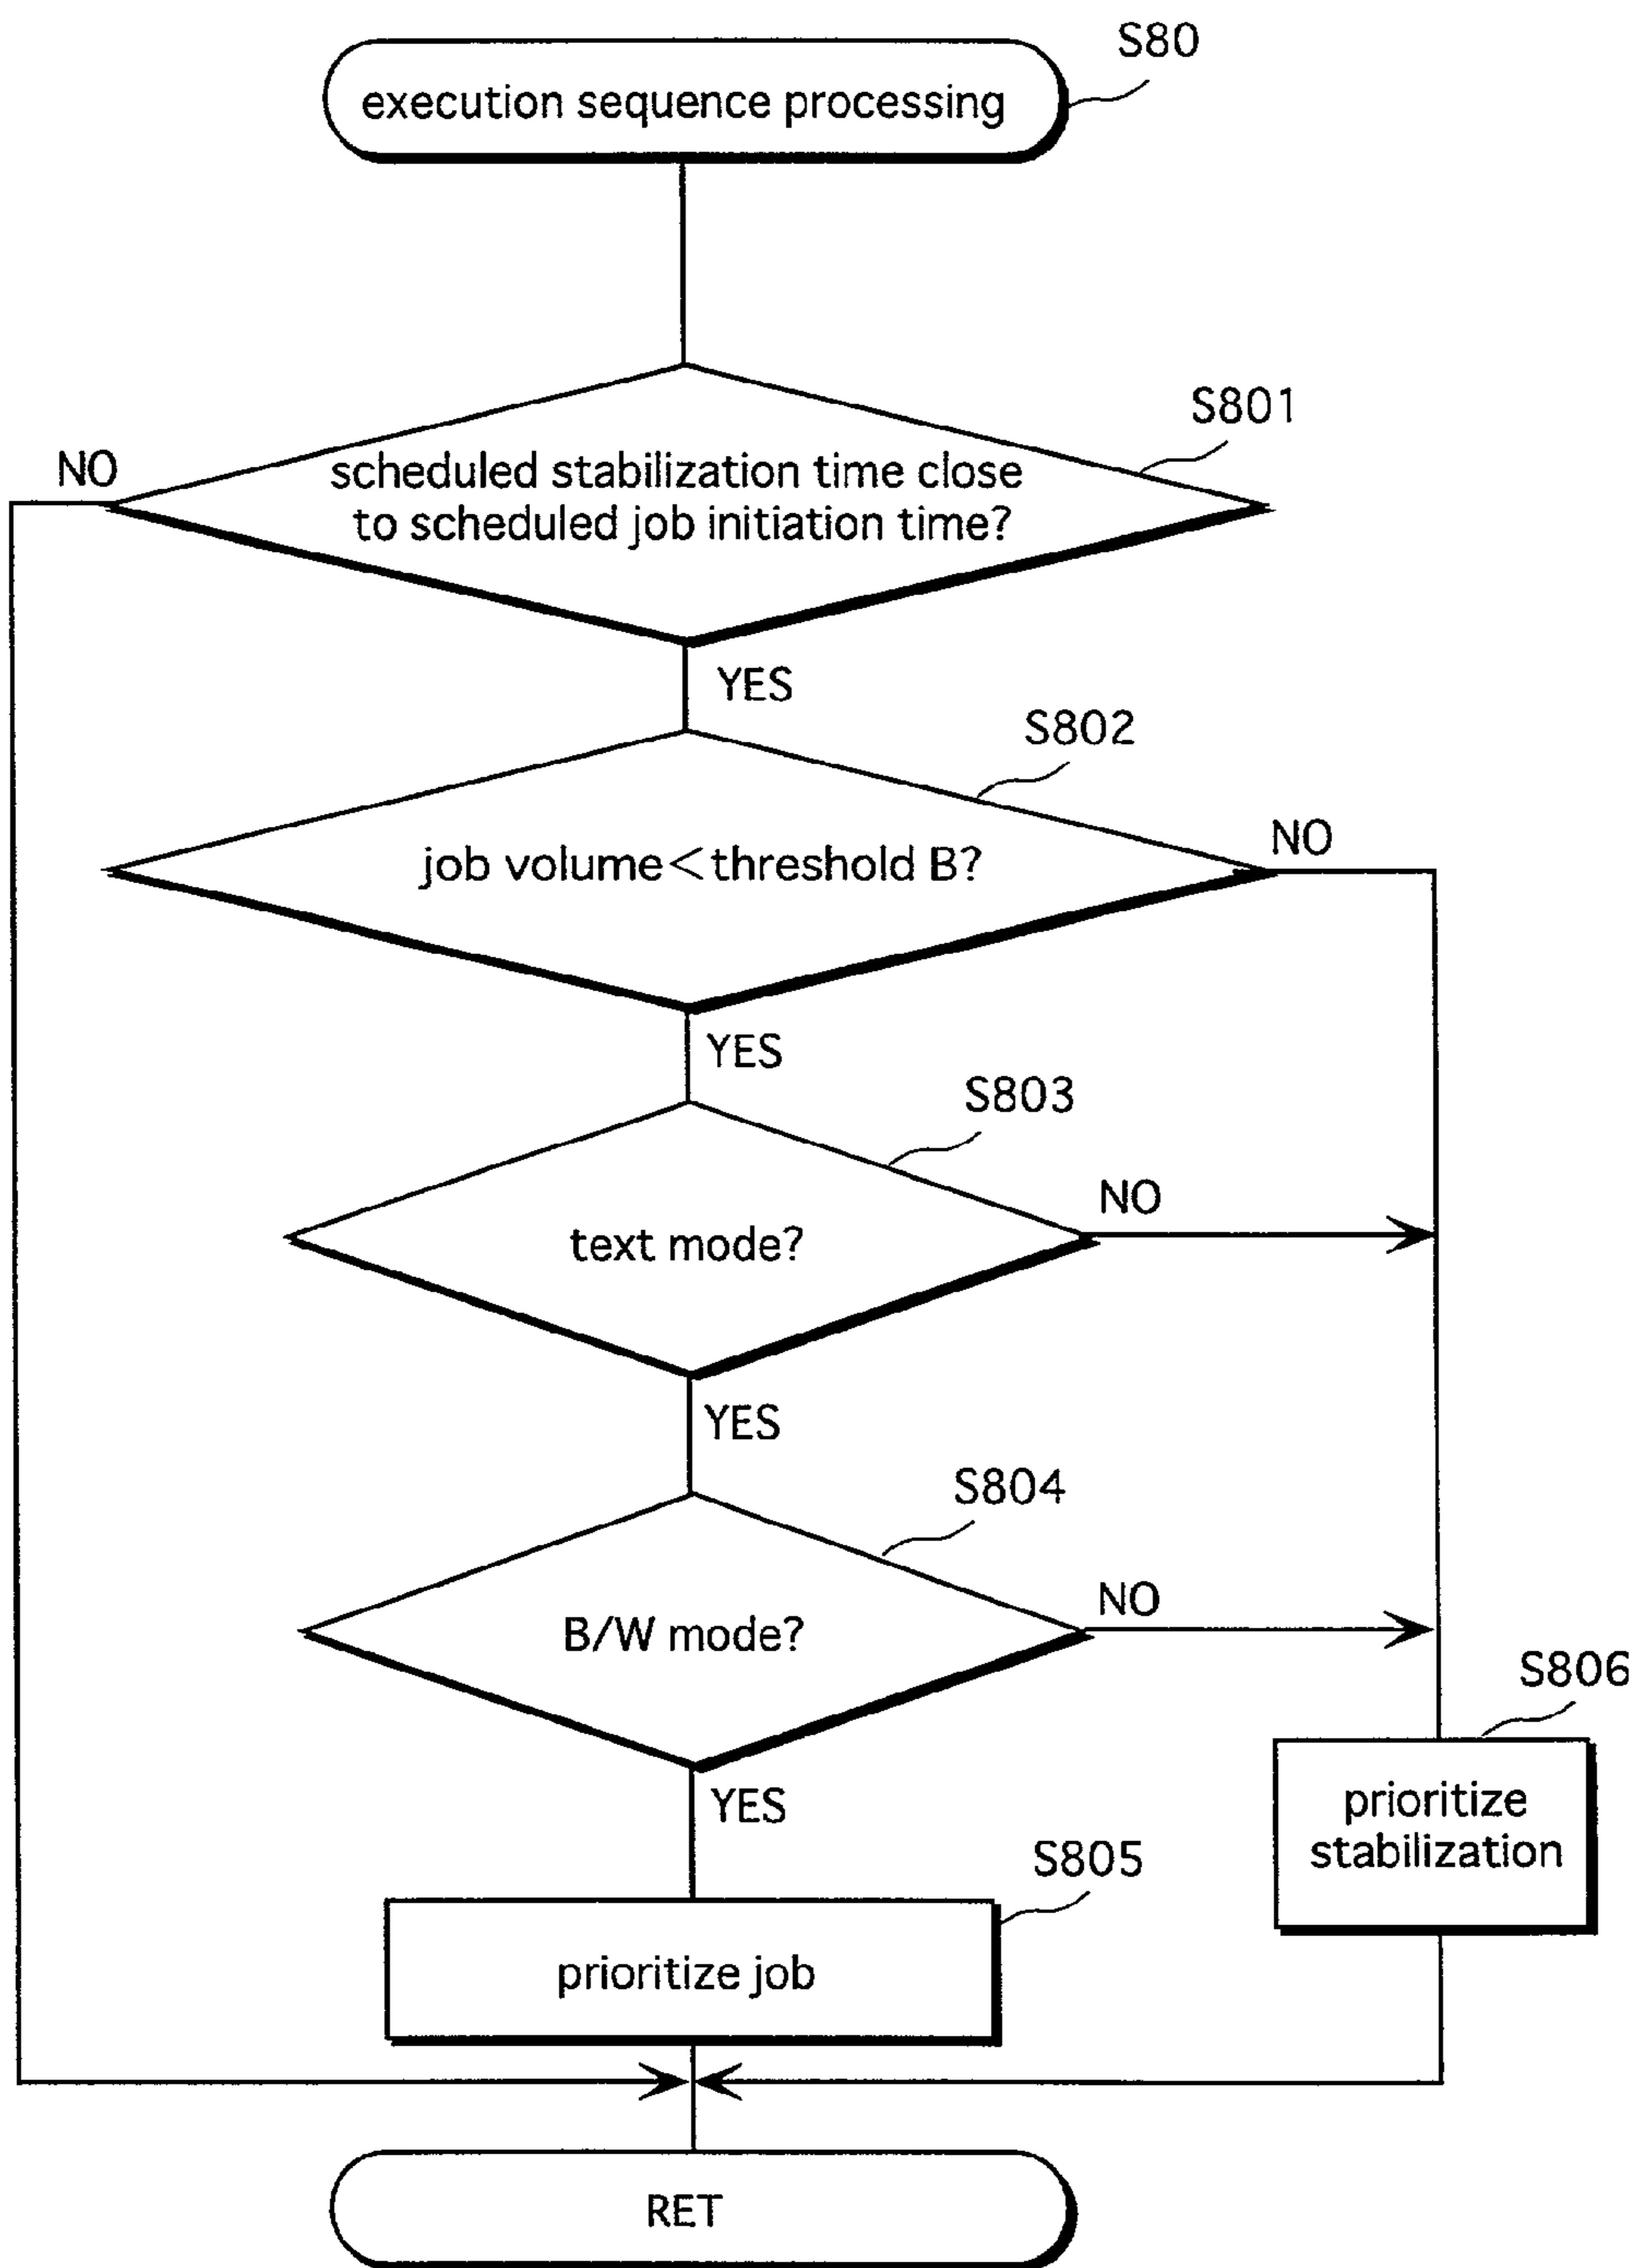 S80
execution sequence processing
S801
NO
scheduled stabilization time close
to scheduled job initiation time?
YES
S802
NO
job volume<threshold B?
YES
S803
NO
text mode?
YES
S804
NO
B/W mode?
S806
YES
prioritize
stabilization
S805
prioritize job
RET